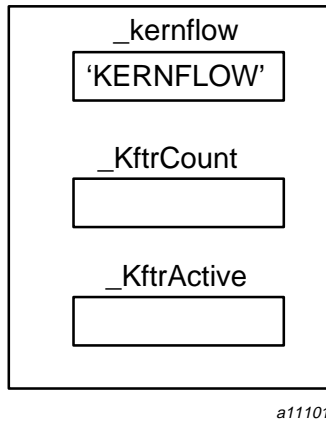 _kernflow
‘KERNFLOW’
_KftrCount
_KftrActive
a11101